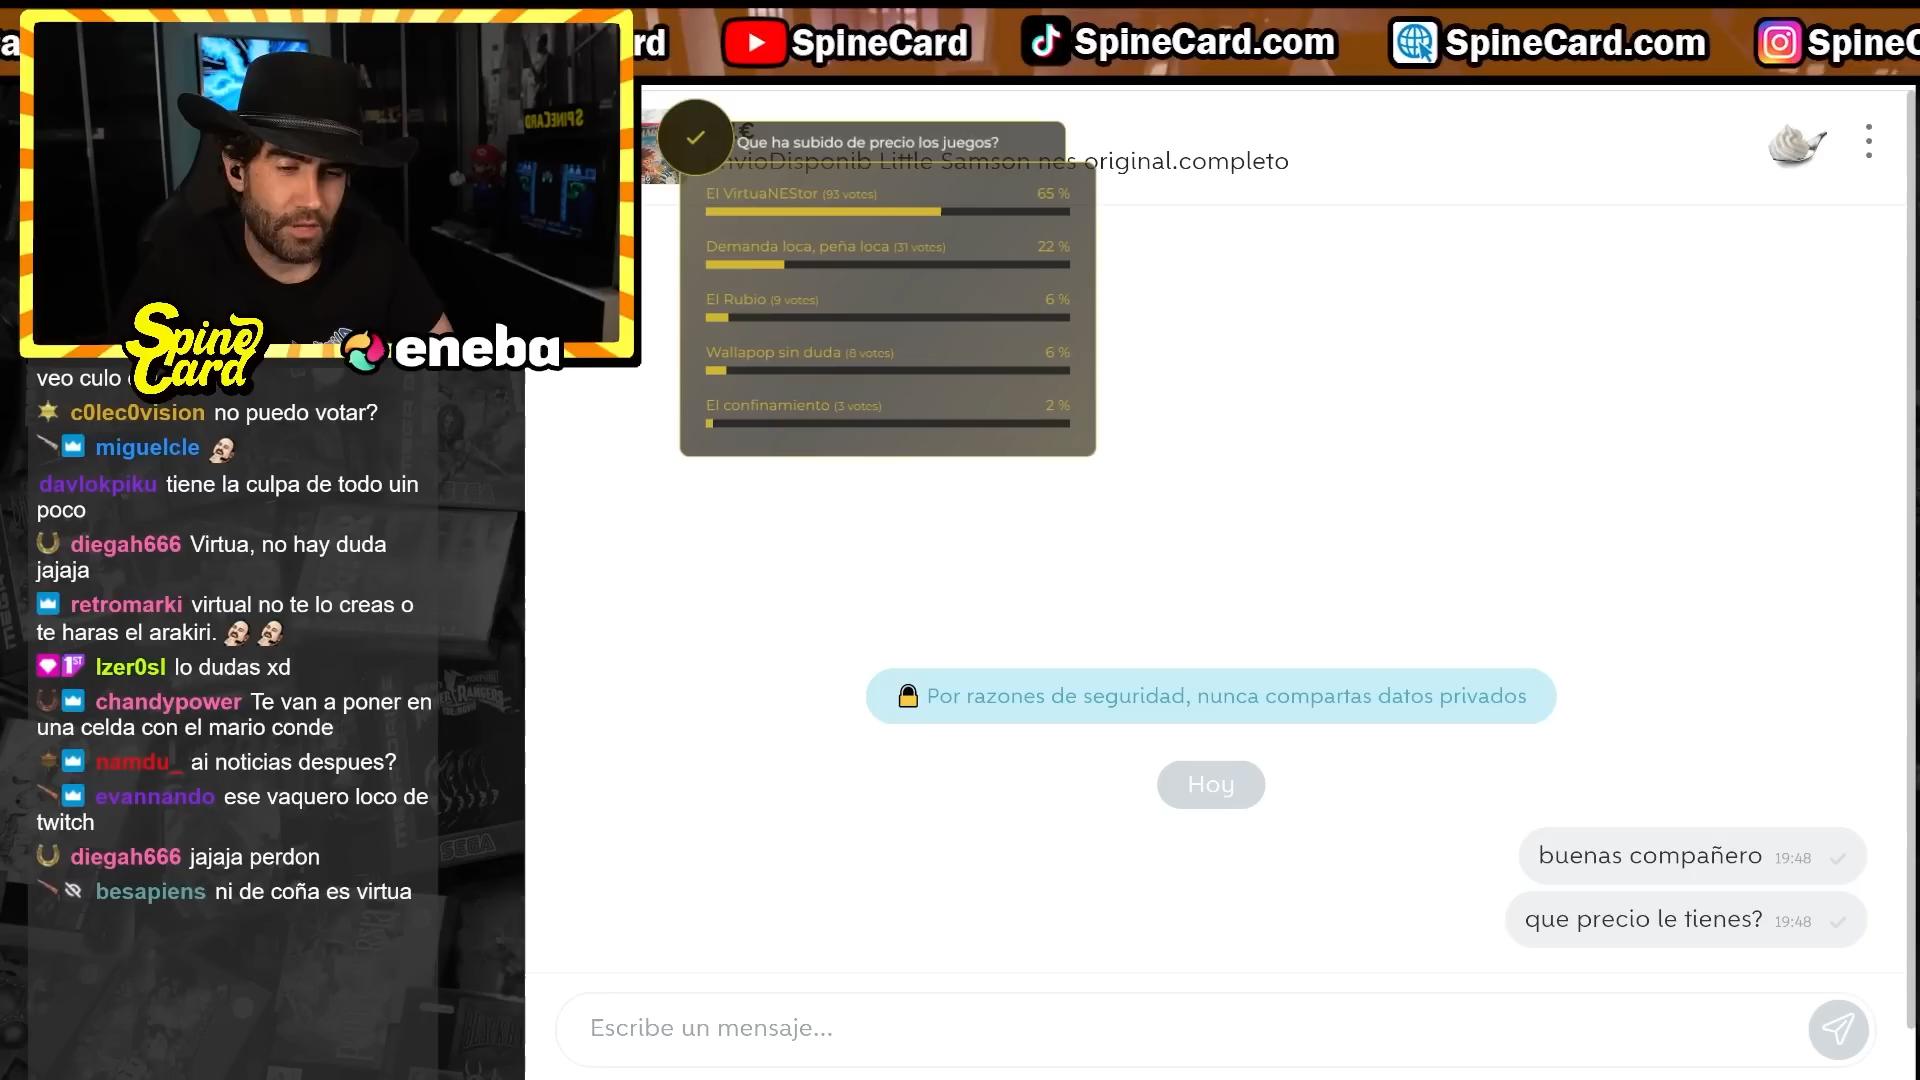 rd
SpineCard
SpineCard.com
SpineCard.com
SpineC
SPINECARD
Spine
Card
eneba
veo culo
c0lec0vision no puedo votar?
miguelcle
davlokpiku tiene la culpa de todo uin
poco
diegah666 Virtua, no hay duda
jajaja
retromarki virtual no te lo creas o
te haras el arakiri.
lzer0sl lo dudas xd
chandypower Te van a poner en
una celda con el mario conde
namdu_ ai noticias despues?
evannando ese vaquero loco de
twitch
diegah666 jajaja perdon
besapiens ni de coña es virtua
€
Que ha subido de precio los juegos?
nvioDisponib Little Samson nes original.completo
El VirtuaNEStor (93 votes) 65 %
Demanda loca, peña loca (31 votes) 22 %
El Rubio (9 votes) 6 %
Wallapop sin duda (8 votes) 6 %
El confinamiento (3 votes) 2 %
Por razones de seguridad, nunca compartas datos privados
Hoy
buenas compañero 19:48
que precio le tienes? 19:48
Escribe un mensaje...